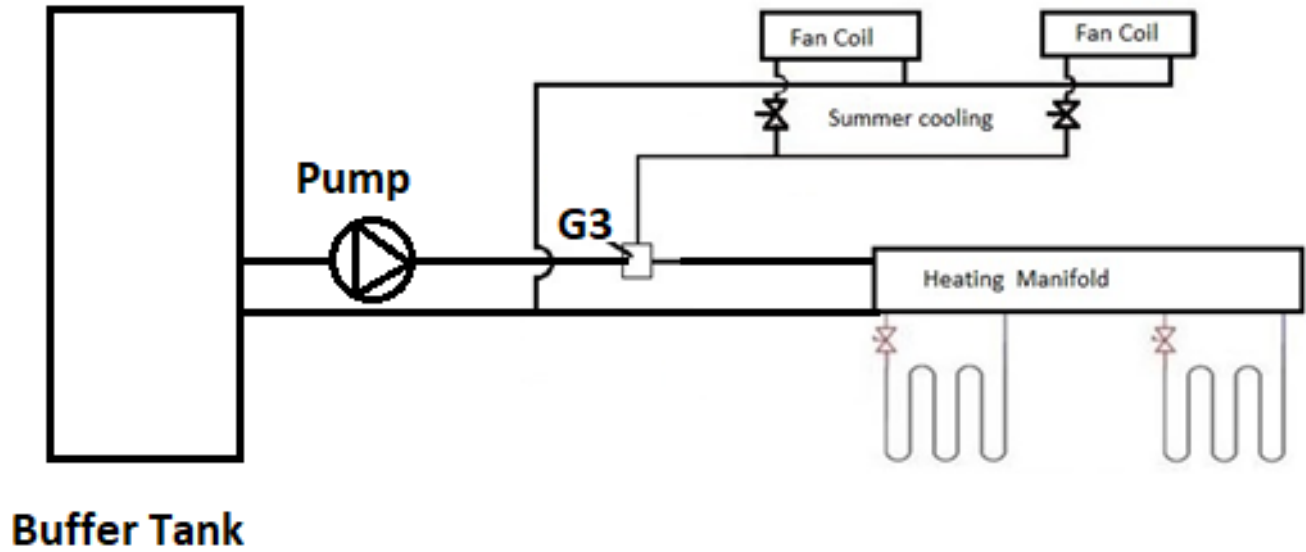 Fan Coil
Fan Coil
Summer cooling
Pump
G3
Heating Manifold
Buffer Tank